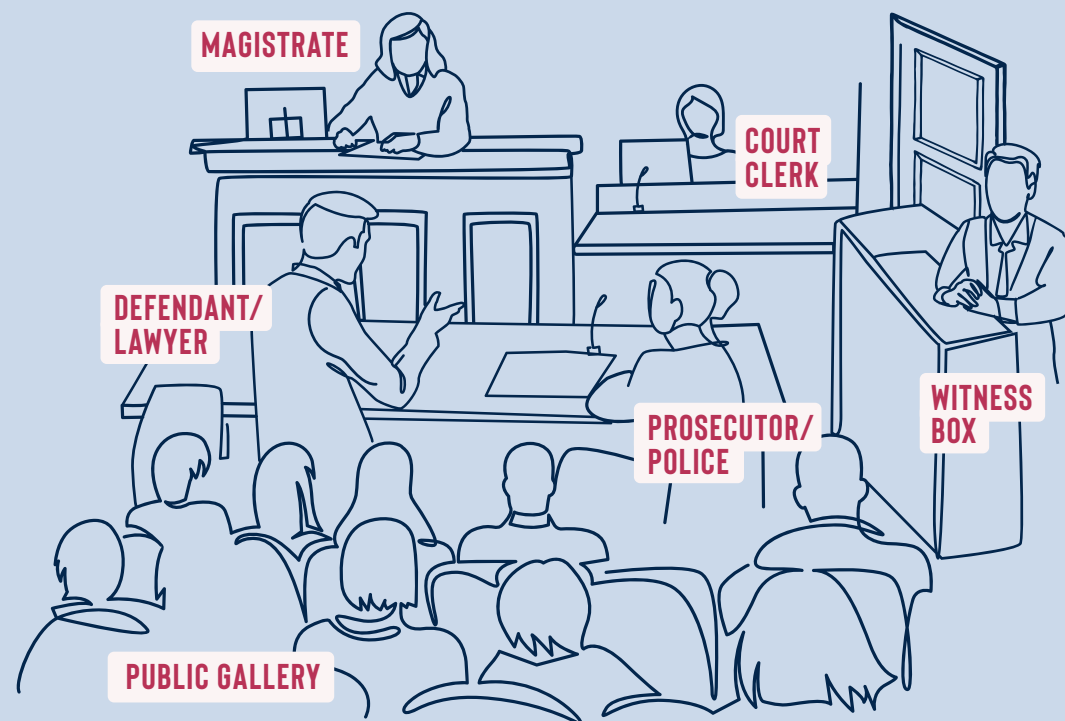 MAGISTRATE
COURT
CLERK
DEFENDANT/
LAWYER
WITNESS
BOX
PROSECUTOR/
POLICE
PUBLIC GALLERY